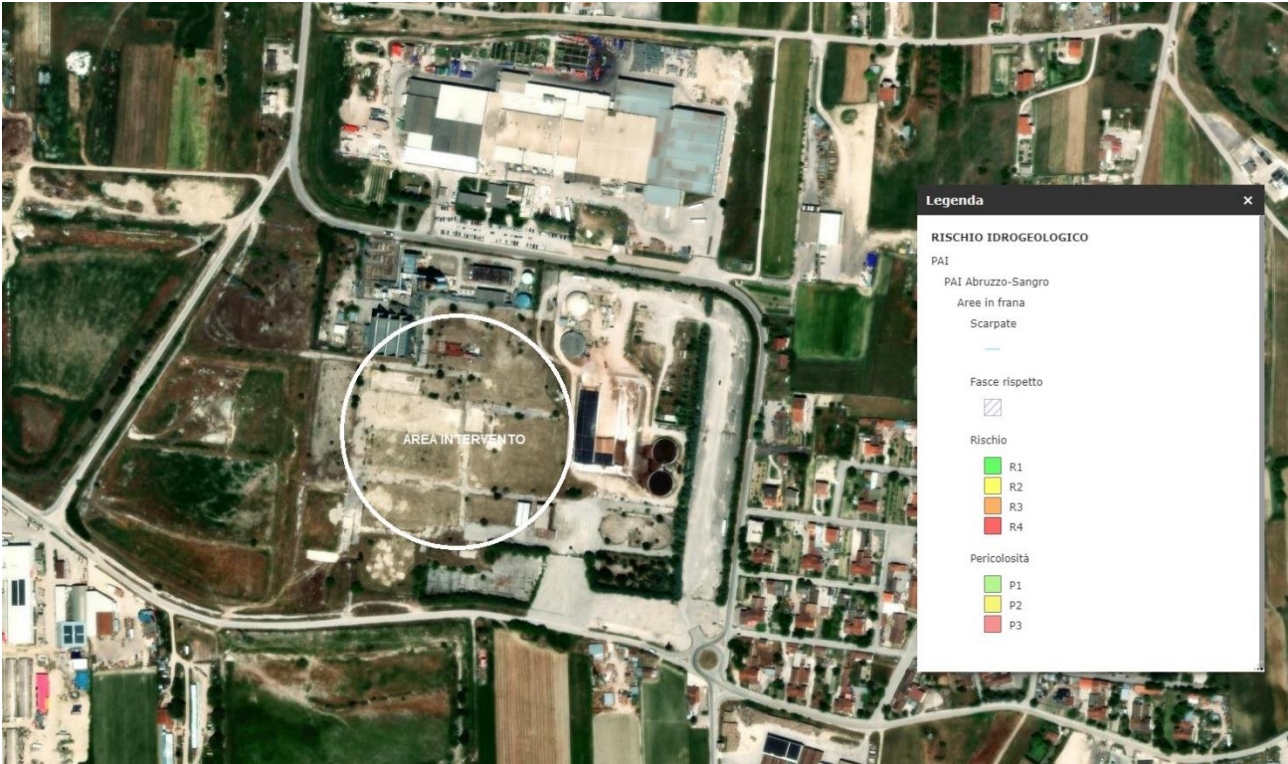 Legenda ×
RISCHIO IDROGEOLOGICO
PAI
PAI Abruzzo-Sangro
Aree in frana
Scarpate
Fasce rispetto
Rischio
R1
R2
R3
R4
Pericolosità
P1
P2
P3
AREA INTERVENTO